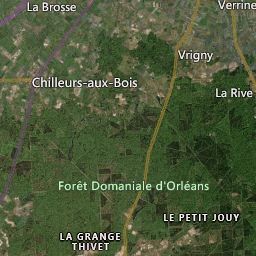 La Brosse
Verrine
Vrigny
Chilleurs-aux-Bois
La Rive
Forêt Domaniale d'Orléans
LE PETIT JOUY
LA GRANGE
THIVET